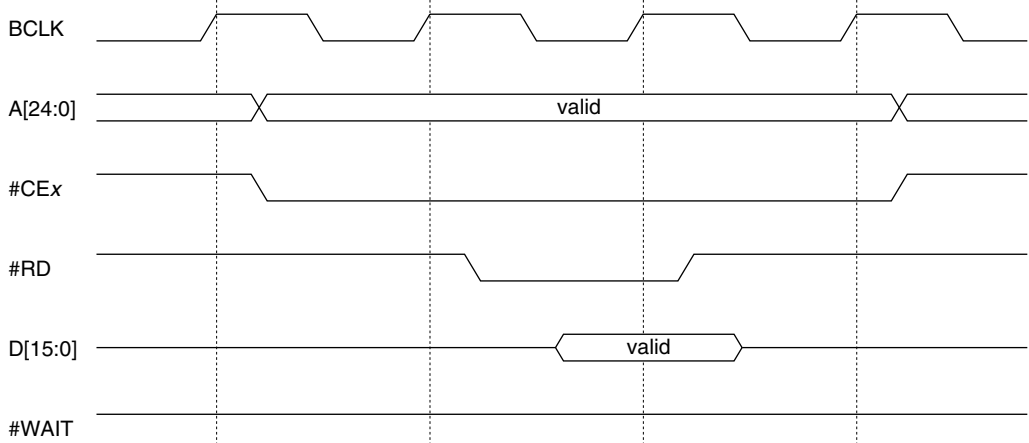 BCLK
A[24:0] valid
#CEx
#RD
D[15:0] valid
#WAIT